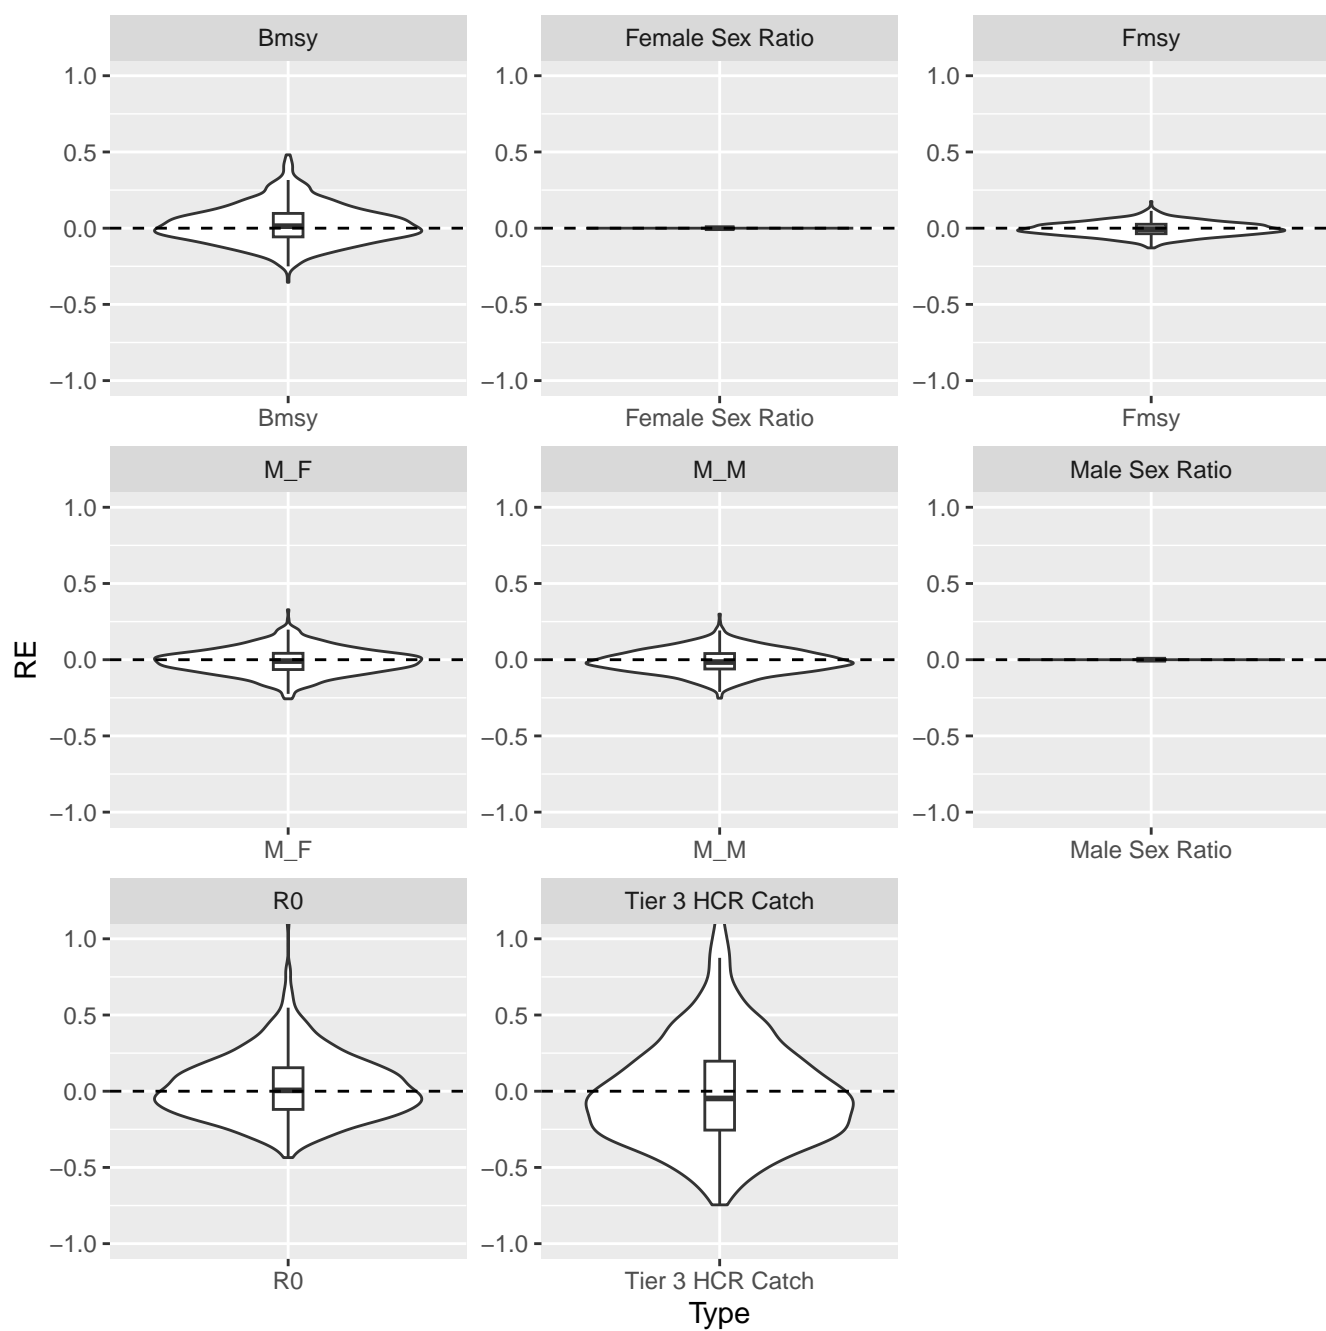 Bmsy Female Sex Ratio Fmsy
1.0 1.0 1.0
0.5 0.5 0.5
0.0 0.0 0.0
−0.5 −0.5 −0.5
−1.0 −1.0 −1.0
Bmsy Female Sex Ratio Fmsy
M_F M_M Male Sex Ratio
1.0 1.0 1.0
0.5 0.5 0.5
RE
0.0 0.0 0.0
−0.5 −0.5 −0.5
−1.0 −1.0 −1.0
M_F M_M Male Sex Ratio
R0 Tier 3 HCR Catch
1.0 1.0
0.5 0.5
0.0 0.0
−0.5 −0.5
−1.0 −1.0
R0 Tier 3 HCR Catch
Type